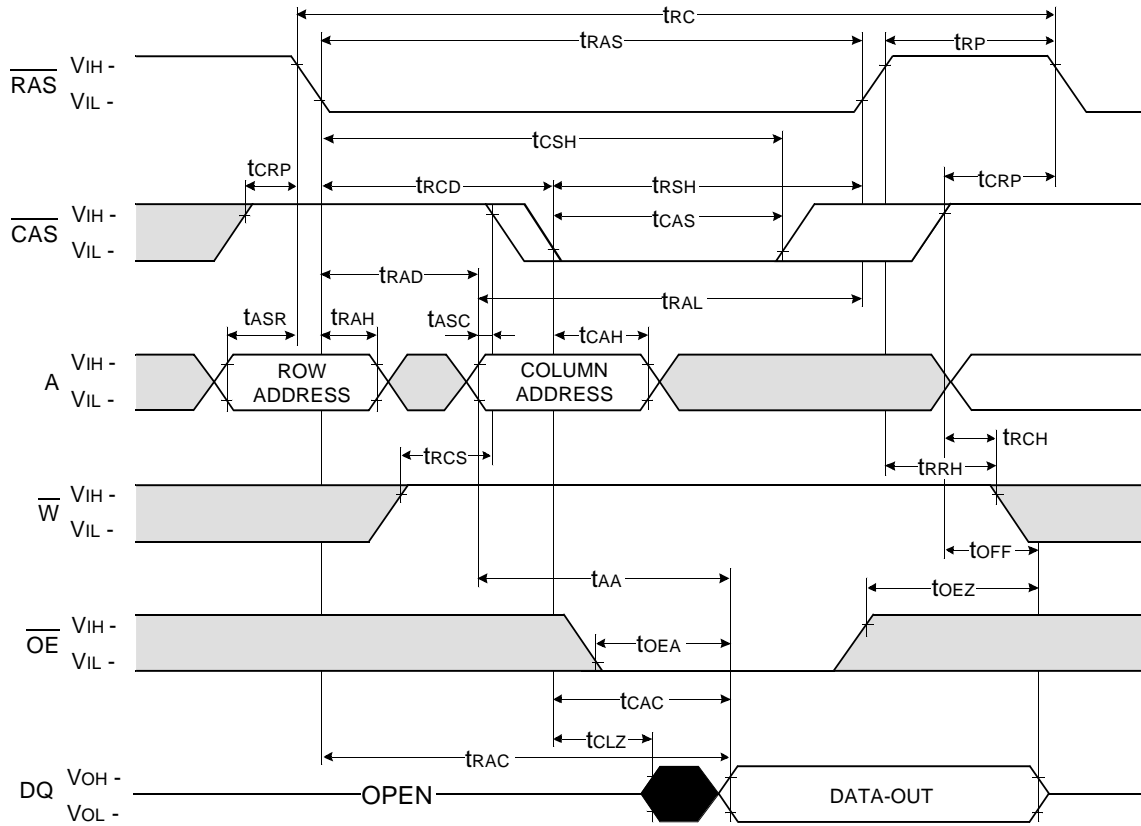 tRC
tRAS
tRP
RAS
VIH -
VIL -
tCSH
tCRP
tRCD
tRSH
tCRP
CAS
VIH -
VIL -
tCAS
tRAD
tRAL
tASR
tRAH
tASC
tCAH
A
VIH -
VIL -
ROW
ADDRESS
COLUMN
ADDRESS
tRCS
tRCH
tRRH
W
VIH -
VIL -
tOFF
tAA
tOEZ
OE
VIH -
VIL -
tOEA
tCAC
tCLZ
tRAC
DQ
VOH -
VOL -
OPEN
DATA-OUT